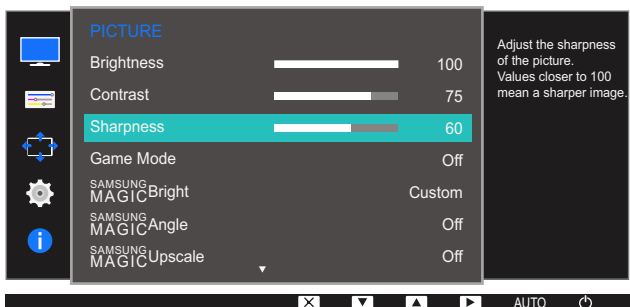 PICTURE
Brightness 100
Contrast 75
Sharpness 60
Game Mode Off
SAMSUNG MAGIC Bright Custom
SAMSUNG MAGIC Angle Off
SAMSUNG MAGIC Upscale Off
Adjust the sharpness
of the picture.
Values closer to 100
mean a sharper image.
AUTO